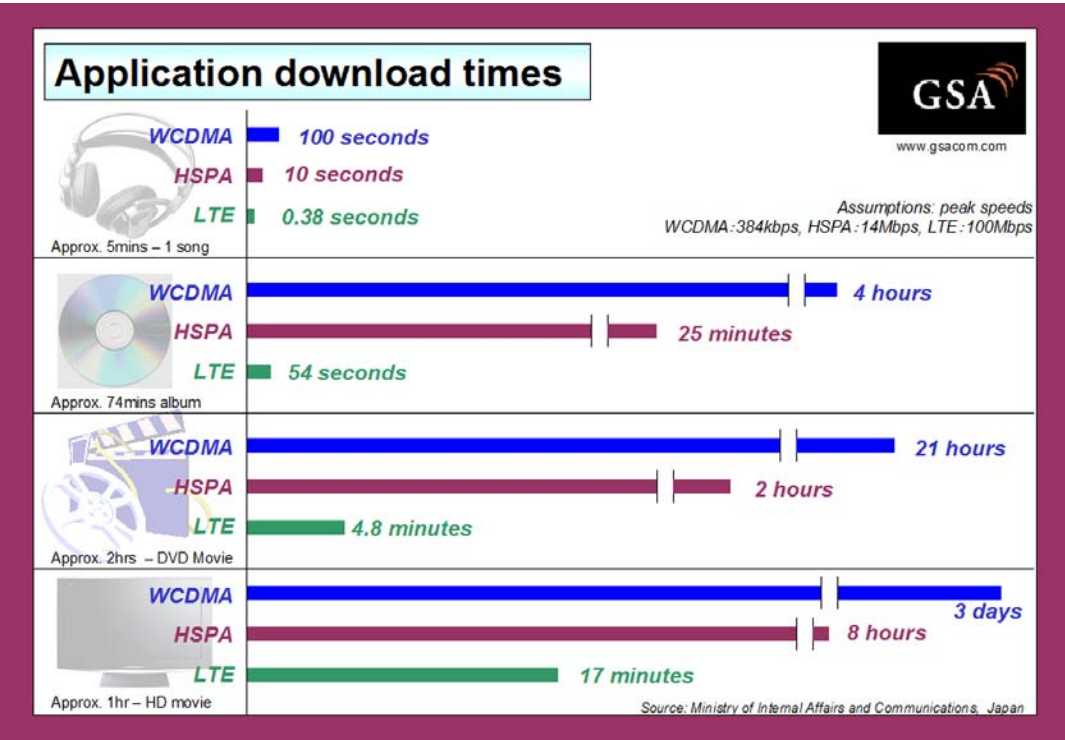 Application download times
GSA
www.gsacom.com
WCDMA 100 seconds
HSPA 10 seconds
LTE 0.38 seconds
Approx. 5mins – 1 song
Assumptions: peak speeds
WCDMA:384kbps, HSPA:14Mbps, LTE:100Mbps
WCDMA 4 hours
HSPA 25 minutes
LTE 54 seconds
Approx. 74mins album
WCDMA 21 hours
HSPA 2 hours
LTE 4.8 minutes
Approx. 2hrs – DVD Movie
WCDMA 3 days
HSPA 8 hours
LTE 17 minutes
Approx. 1hr – HD movie
Source: Ministry of Internal Affairs and Communications, Japan